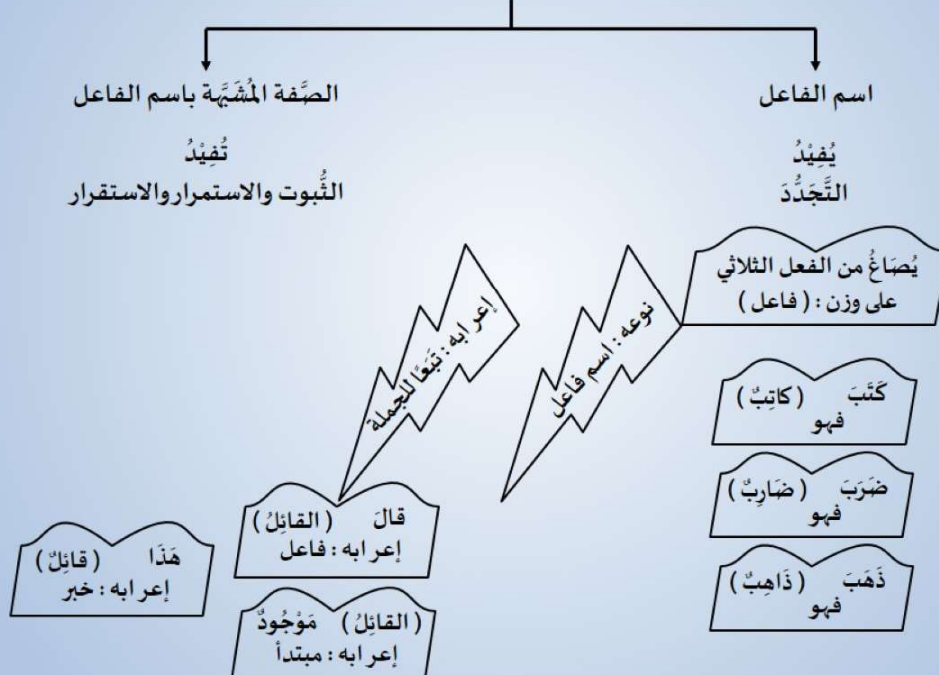 اسم الفاعل
يُفِيْدُ
التَّجَدُّدَ
الصَّفة المُشَبَّهة باسم الفاعل
تُفِيْدُ
الثُّبوت والاستمرار والاستقرار
يُصَاغُ من الفعل الثلاثي
على وزن : ( فاعل )
كَتَبَ ( كاتِبٌ )
فهو
ضَرَبَ ( ضَارِبٌ )
فهو
ذَهَبَ ( ذَاهِبٌ )
فهو
نوعه : اسم فاعل
إعرابه : تَبَعًا للجملة
قالَ ( القائِلُ )
إعرابه : فاعل
( القائِلُ ) مَوْجُودٌ
إعرابه : مبتدأ
هَذَا ( قائِلٌ )
إعرابه : خبر